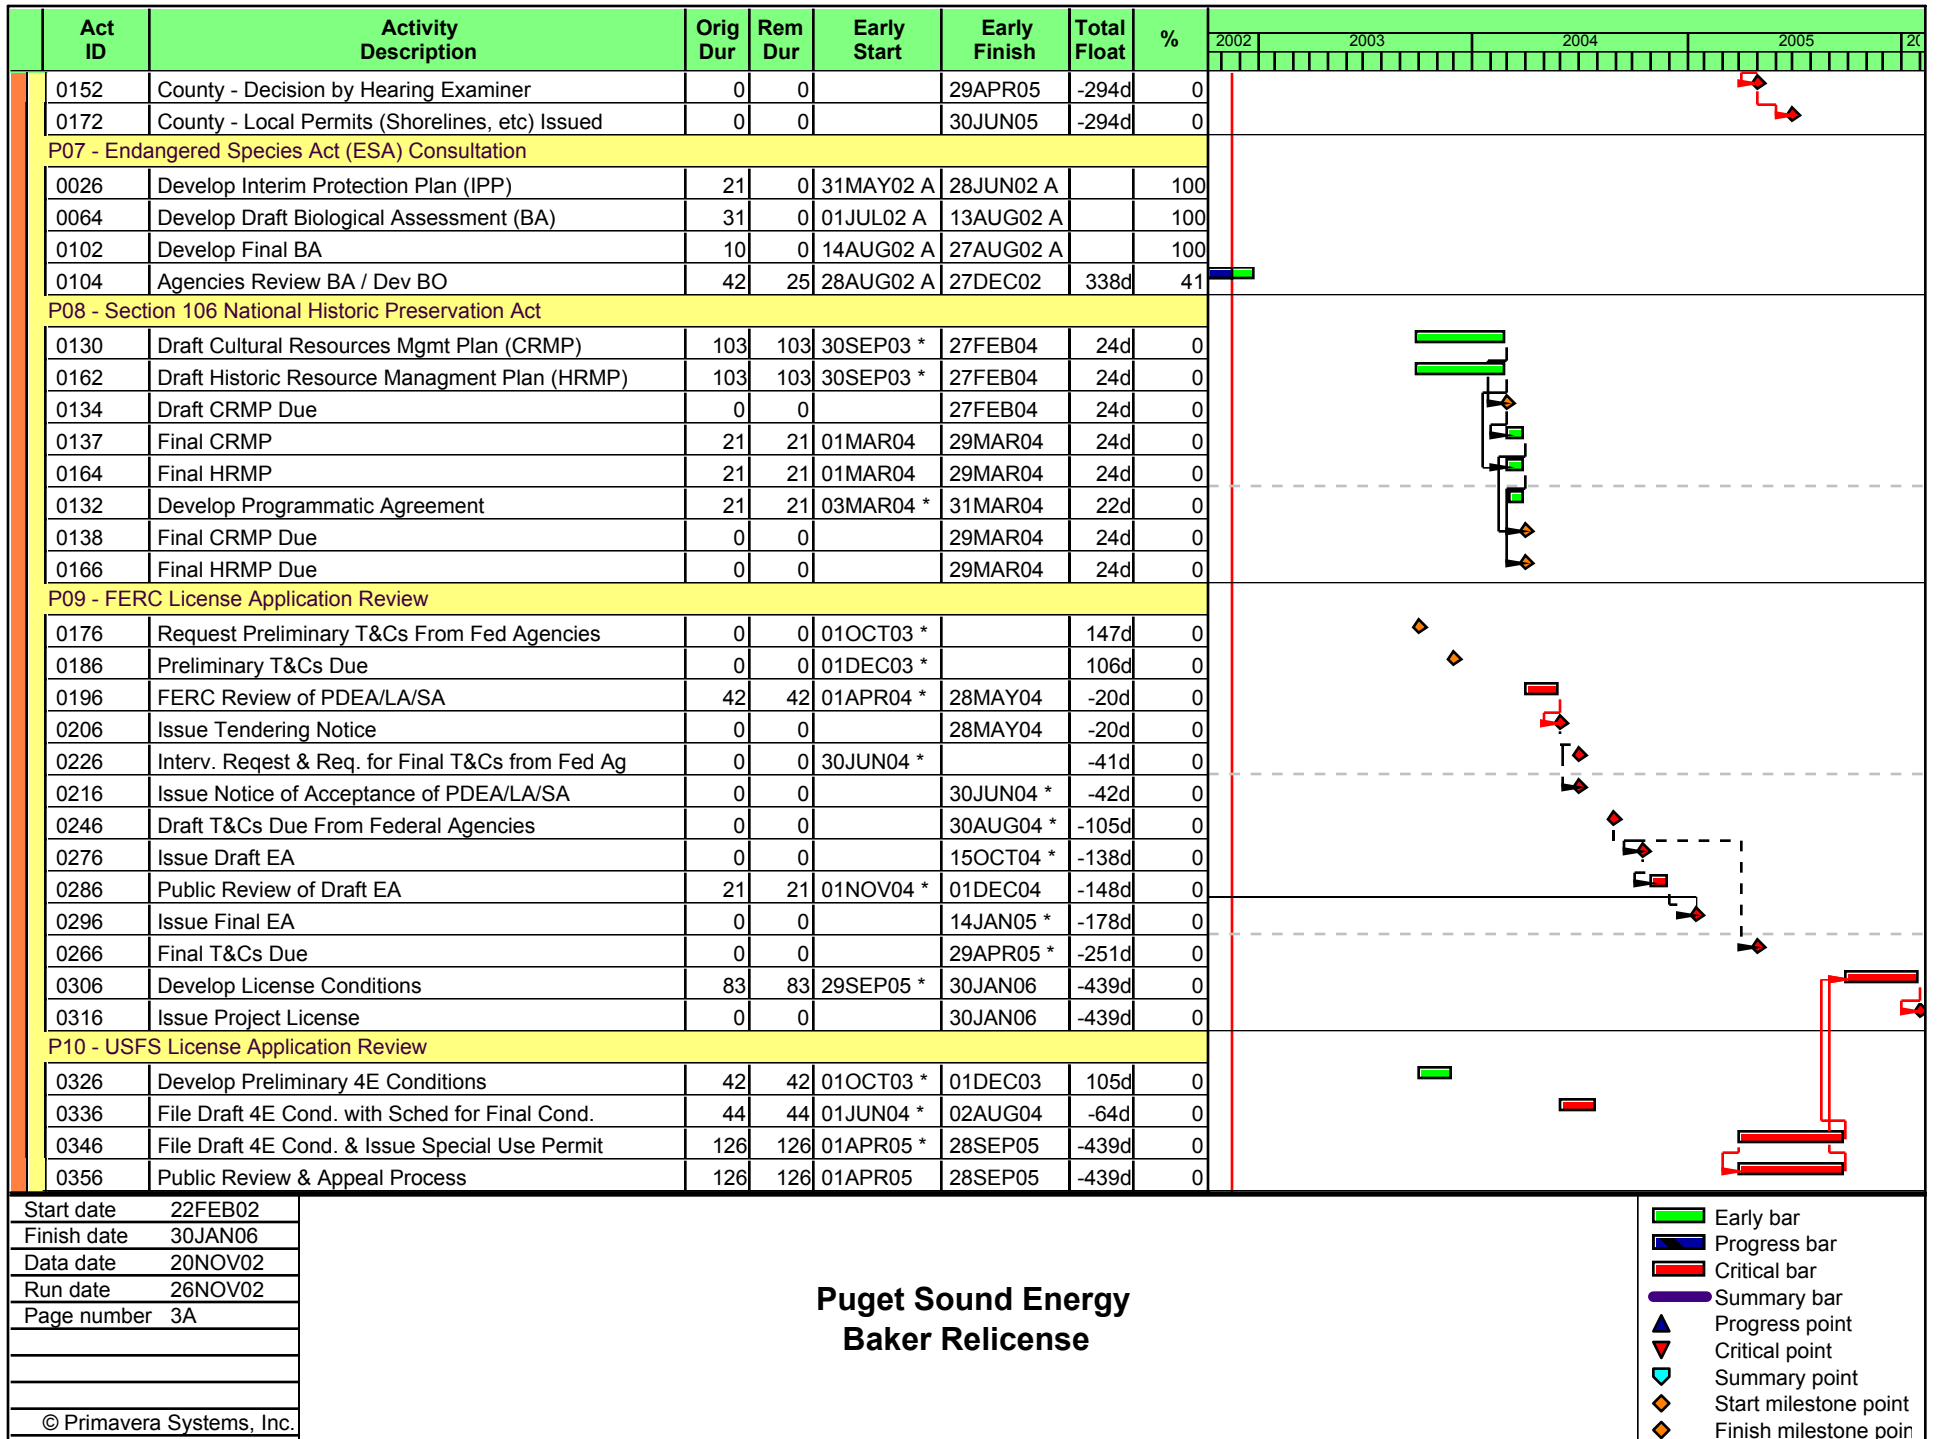 Act ID Activity Description Orig Dur Rem Dur Early Start Early Finish Total Float % 2002 2003 2004 2005
0152 County - Decision by Hearing Examiner 0 0 29APR05 -294d 0
0172 County - Local Permits (Shorelines, etc) Issued 0 0 30JUN05 -294d 0
P07 - Endangered Species Act (ESA) Consultation
0026 Develop Interim Protection Plan (IPP) 21 0 31MAY02 A 28JUN02 A 100
0064 Develop Draft Biological Assessment (BA) 31 0 01JUL02 A 13AUG02 A 100
0102 Develop Final BA 10 0 14AUG02 A 27AUG02 A 100
0104 Agencies Review BA / Dev BO 42 25 28AUG02 A 27DEC02 338d 41
P08 - Section 106 National Historic Preservation Act
0130 Draft Cultural Resources Mgmt Plan (CRMP) 103 103 30SEP03 * 27FEB04 24d 0
0162 Draft Historic Resource Managment Plan (HRMP) 103 103 30SEP03 * 27FEB04 24d 0
0134 Draft CRMP Due 0 0 27FEB04 24d 0
0137 Final CRMP 21 21 01MAR04 29MAR04 24d 0
0164 Final HRMP 21 21 01MAR04 29MAR04 24d 0
0132 Develop Programmatic Agreement 21 21 03MAR04 * 31MAR04 22d 0
0138 Final CRMP Due 0 0 29MAR04 24d 0
0166 Final HRMP Due 0 0 29MAR04 24d 0
P09 - FERC License Application Review
0176 Request Preliminary T&Cs From Fed Agencies 0 0 01OCT03 * 147d 0
0186 Preliminary T&Cs Due 0 0 01DEC03 * 106d 0
0196 FERC Review of PDEA/LA/SA 42 42 01APR04 * 28MAY04 -20d 0
0206 Issue Tendering Notice 0 0 28MAY04 -20d 0
0226 Interv. Reqest & Req. for Final T&Cs from Fed Ag 0 0 30JUN04 * -41d 0
0216 Issue Notice of Acceptance of PDEA/LA/SA 0 0 30JUN04 * -42d 0
0246 Draft T&Cs Due From Federal Agencies 0 0 30AUG04 * -105d 0
0276 Issue Draft EA 0 0 15OCT04 * -138d 0
0286 Public Review of Draft EA 21 21 01NOV04 * 01DEC04 -148d 0
0296 Issue Final EA 0 0 14JAN05 * -178d 0
0266 Final T&Cs Due 0 0 29APR05 * -251d 0
0306 Develop License Conditions 83 83 29SEP05 * 30JAN06 -439d 0
0316 Issue Project License 0 0 30JAN06 -439d 0
P10 - USFS License Application Review
0326 Develop Preliminary 4E Conditions 42 42 01OCT03 * 01DEC03 105d 0
0336 File Draft 4E Cond. with Sched for Final Cond. 44 44 01JUN04 * 02AUG04 -64d 0
0346 File Draft 4E Cond. & Issue Special Use Permit 126 126 01APR05 * 28SEP05 -439d 0
0356 Public Review & Appeal Process 126 126 01APR05 28SEP05 -439d 0
Start date 22FEB02
Finish date 30JAN06
Data date 20NOV02
Run date 26NOV02
Page number 3A
© Primavera Systems, Inc.
Puget Sound Energy
Baker Relicense
Early bar
Progress bar
Critical bar
Summary bar
Progress point
Critical point
Summary point
Start milestone point
Finish milestone poin